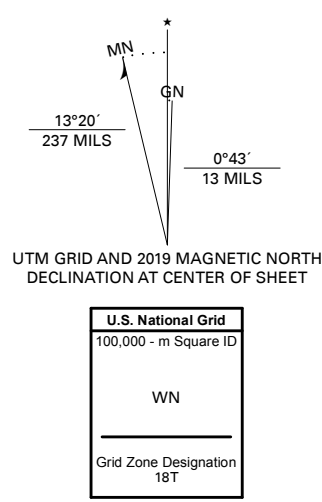 ★
MN
GN
13°20´
237 MILS
0°43´
13 MILS
UTM GRID AND 2019 MAGNETIC NORTH
DECLINATION AT CENTER OF SHEET
U.S. National Grid
100,000 - m Square ID
WN
Grid Zone Designation
18T